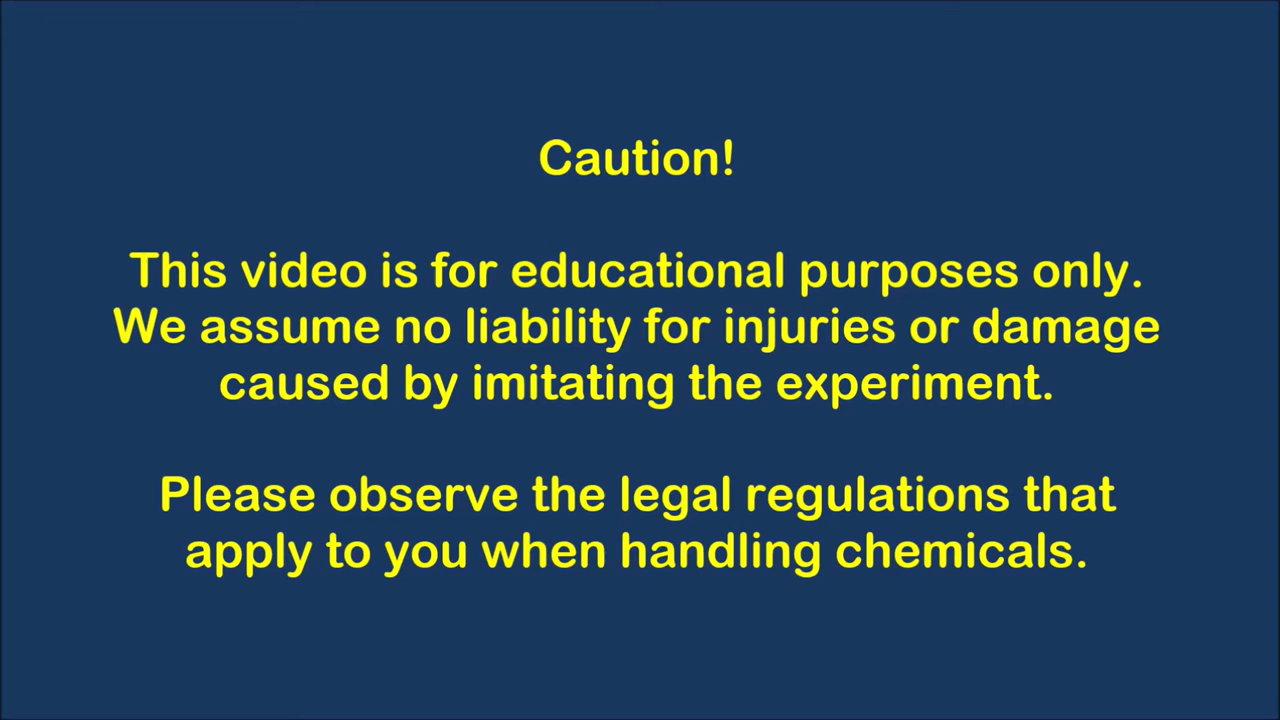 Caution!
This video is for educational purposes only.
We assume no liability for injuries or damage
caused by imitating the experiment.
Please observe the legal regulations that
apply to you when handling chemicals.